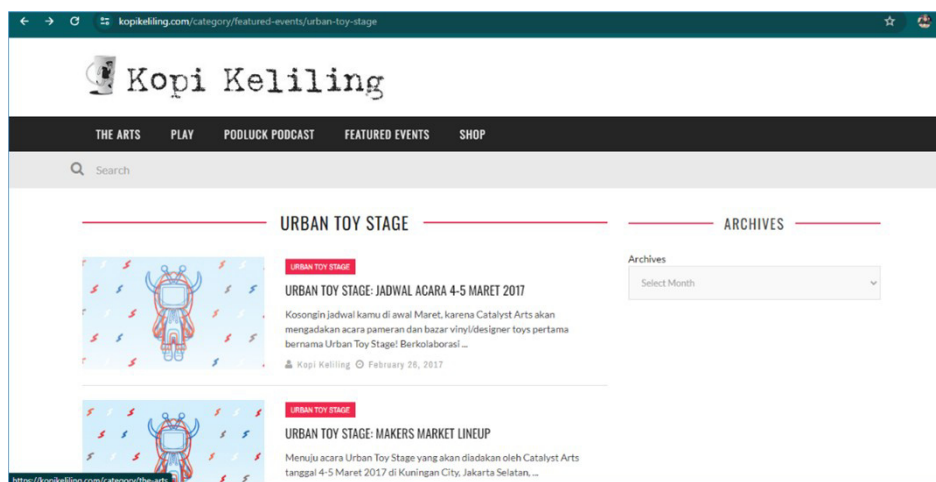 kopikeliling.com/category/featured-events/urban-toy-stage
Kopi Keliling
THE ARTS PLAY PODLUCK PODCAST FEATURED EVENTS SHOP
Search
URBAN TOY STAGE
URBAN TOY STAGE
URBAN TOY STAGE: JADWAL ACARA 4-5 MARET 2017
Kosongin jadwal kamu di awal Maret, karena Catalyst Arts akan
mengadakan acara pameran dan bazar vinyl/designer toys pertama
bernama Urban Toy Stage! Berkolaborasi ...
Kopi Keliling February 26, 2017
URBAN TOY STAGE
URBAN TOY STAGE: MAKERS MARKET LINEUP
Menuju acara Urban Toy Stage yang akan diadakan oleh Catalyst Arts
tanggal 4-5 Maret 2017 di Kuningan City, Jakarta Selatan, ...
ARCHIVES
Archives
Select Month
https://kopikeliling.com/category/the-arts